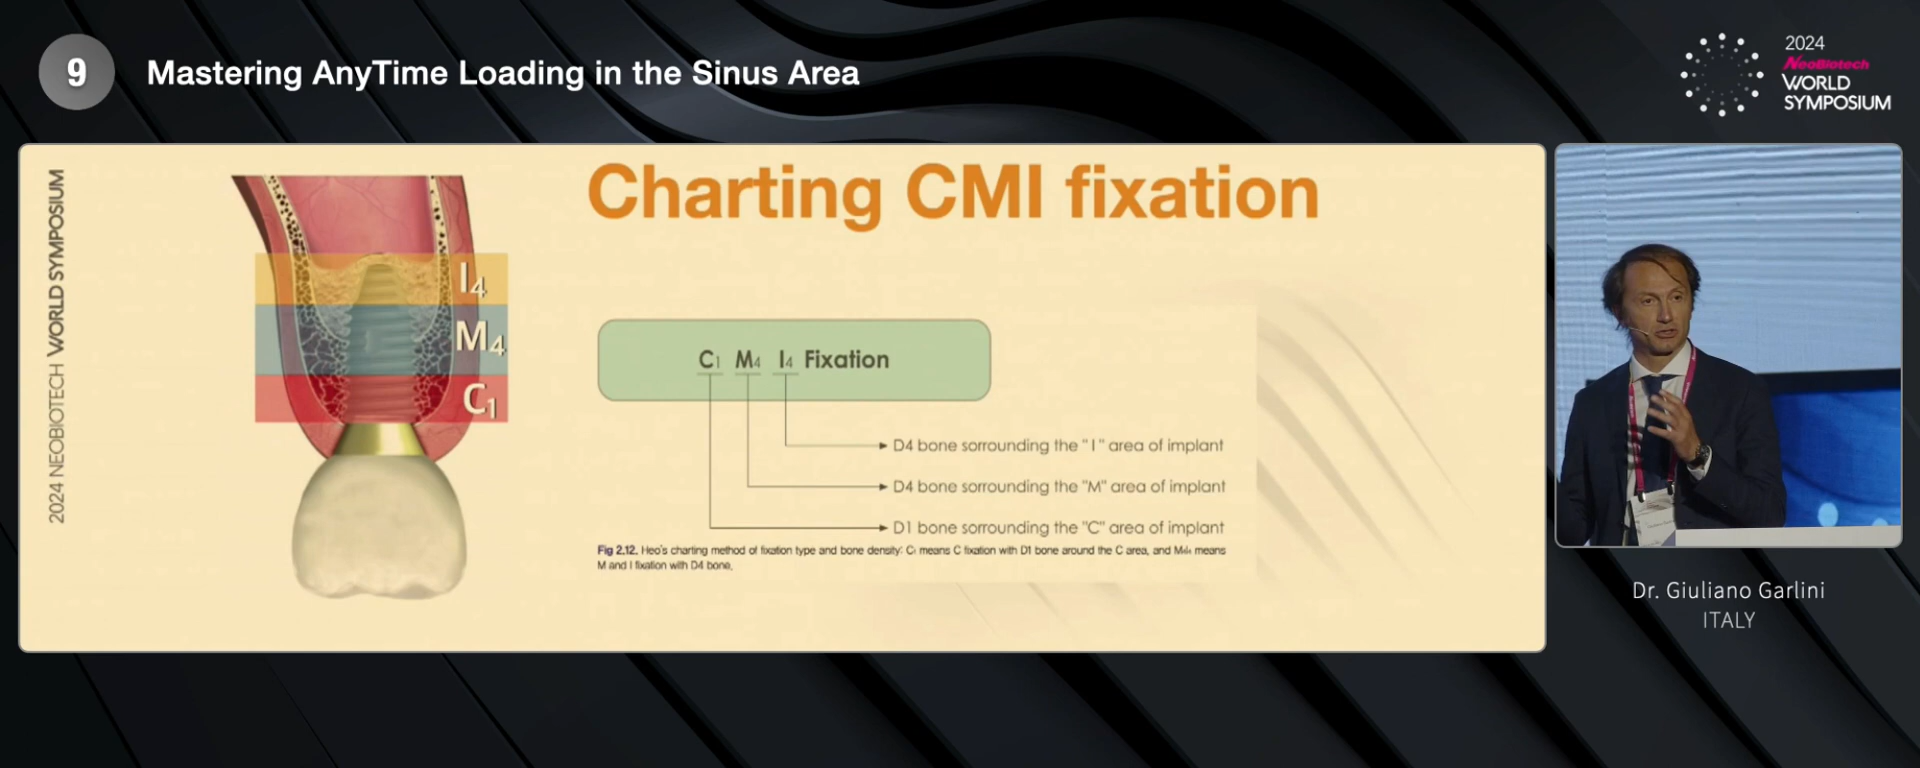 9
Mastering AnyTime Loading in the Sinus Area
2024
NeoBiotech
WORLD
SYMPOSIUM
2024 NEOBIOTECH WORLD SYMPOSIUM
Charting CMI fixation
I4
M4
C1
C1 M4 I4 Fixation
D4 bone sorrounding the "I" area of implant
D4 bone sorrounding the "M" area of implant
D1 bone sorrounding the "C" area of implant
Fig 2.12. Heo's charting method of fixation type and bone density: C1 means C fixation with D1 bone around the C area, and M4I4 means
M and I fixation with D4 bone.
Dr. Giuliano Garlini
ITALY